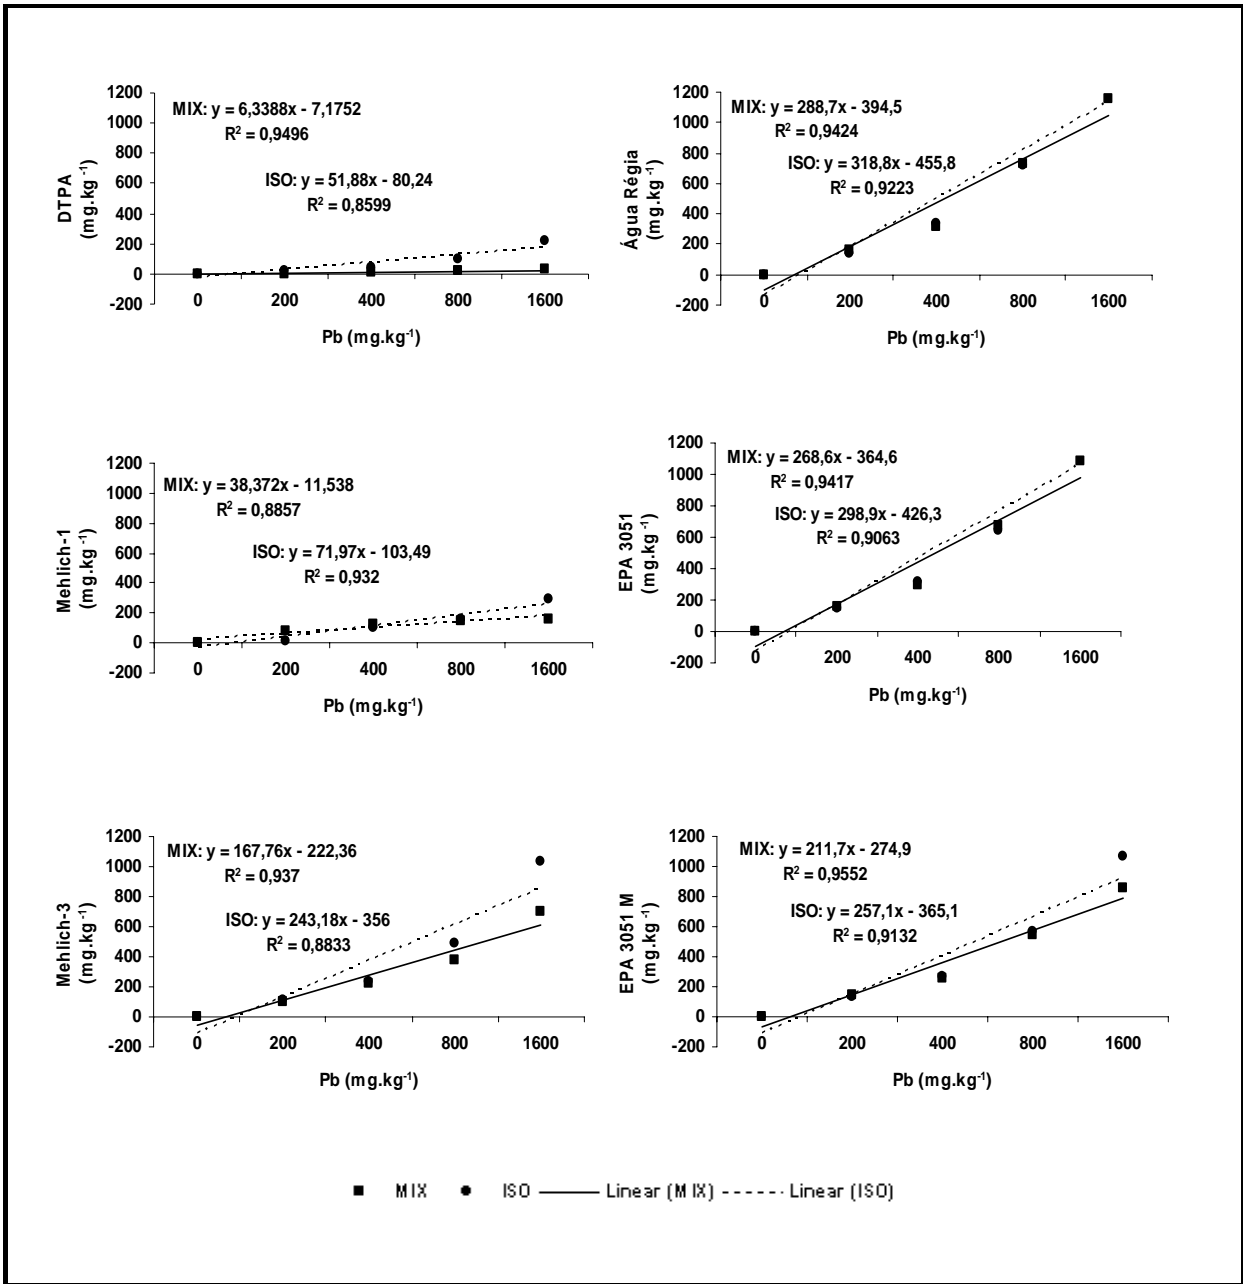 1200
1000
800
600
400
200
0
-200
DTPA
(mg.kg⁻¹)
MIX: y = 6,3388x - 7,1752
R² = 0,9496
ISO: y = 51,88x - 80,24
R² = 0,8599
0 200 400 800 1600
Pb (mg.kg⁻¹)
1200
1000
800
600
400
200
0
-200
Água Régia
(mg.kg⁻¹)
MIX: y = 288,7x - 394,5
R² = 0,9424
ISO: y = 318,8x - 455,8
R² = 0,9223
0 200 400 800 1600
Pb (mg.kg⁻¹)
1200
1000
800
600
400
200
0
-200
Mehlich-1
(mg.kg⁻¹)
MIX: y = 38,372x - 11,538
R² = 0,8857
ISO: y = 71,97x - 103,49
R² = 0,932
0 200 400 800 1600
Pb (mg.kg⁻¹)
1200
1000
800
600
400
200
0
-200
EPA 3051
(mg.kg⁻¹)
MIX: y = 268,6x - 364,6
R² = 0,9417
ISO: y = 298,9x - 426,3
R² = 0,9063
0 200 400 800 1600
Pb (mg.kg⁻¹)
1200
1000
800
600
400
200
0
-200
Mehlich-3
(mg.kg⁻¹)
MIX: y = 167,76x - 222,36
R² = 0,937
ISO: y = 243,18x - 356
R² = 0,8833
0 200 400 800 1600
Pb (mg.kg⁻¹)
1200
1000
800
600
400
200
0
-200
EPA 3051 M
(mg.kg⁻¹)
MIX: y = 211,7x - 274,9
R² = 0,9552
ISO: y = 257,1x - 365,1
R² = 0,9132
0 200 400 800 1600
Pb (mg.kg⁻¹)
MIX ISO Linear (MIX) Linear (ISO)